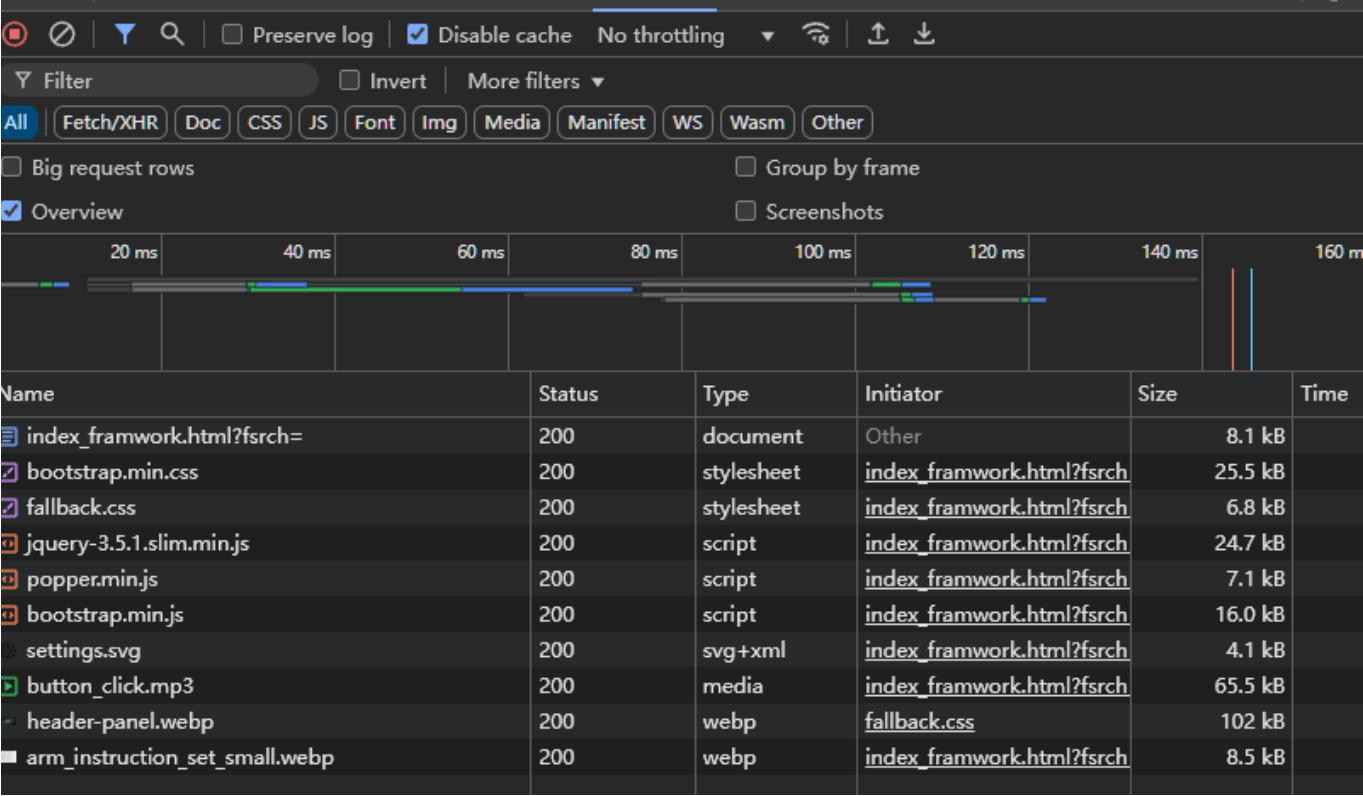 Preserve log Disable cache No throttling
Filter Invert More filters
All Fetch/XHR Doc CSS JS Font Img Media Manifest WS Wasm Other
Big request rows Group by frame
Overview Screenshots
20 ms 40 ms 60 ms 80 ms 100 ms 120 ms 140 ms 160 m
Name Status Type Initiator Size Time
index_framwork.html?fsrch= 200 document Other 8.1 kB
bootstrap.min.css 200 stylesheet index_framwork.html?fsrch 25.5 kB
fallback.css 200 stylesheet index_framwork.html?fsrch 6.8 kB
jquery-3.5.1.slim.min.js 200 script index_framwork.html?fsrch 24.7 kB
popper.min.js 200 script index_framwork.html?fsrch 7.1 kB
bootstrap.min.js 200 script index_framwork.html?fsrch 16.0 kB
settings.svg 200 svg+xml index_framwork.html?fsrch 4.1 kB
button_click.mp3 200 media index_framwork.html?fsrch 65.5 kB
header-panel.webp 200 webp fallback.css 102 kB
arm_instruction_set_small.webp 200 webp index_framwork.html?fsrch 8.5 kB